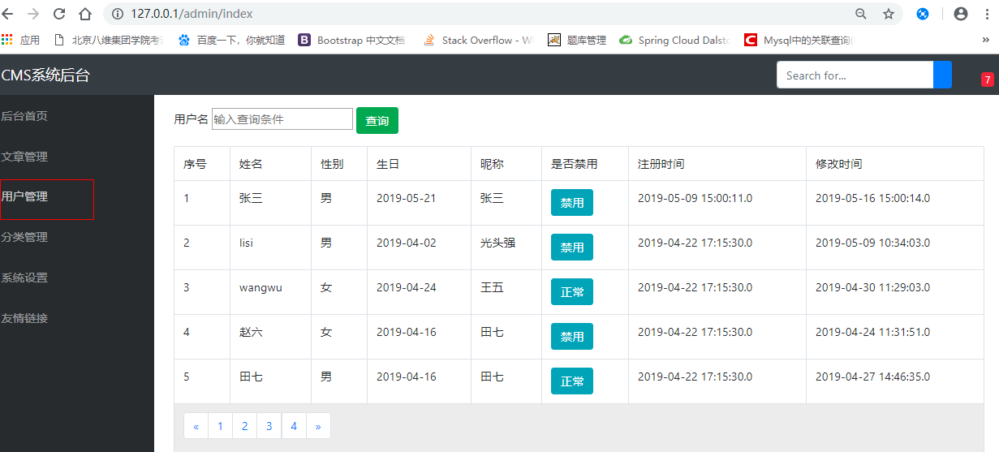 127.0.0.1/admin/index
应用 北京八维集团学院考 百度一下，你就知道 Bootstrap 中文文档 Stack Overflow - W 题库管理 Spring Cloud Dalst Mysql中的关联查询( »
CMS系统后台 Search for... 7
后台首页
文章管理
用户管理
分类管理
系统设置
友情链接
用户名 输入查询条件 查询
序号 姓名 性别 生日 昵称 是否禁用 注册时间 修改时间
1 张三 男 2019-05-21 张三 禁用 2019-05-09 15:00:11.0 2019-05-16 15:00:14.0
2 lisi 男 2019-04-02 光头强 禁用 2019-04-22 17:15:30.0 2019-05-09 10:34:03.0
3 wangwu 女 2019-04-24 王五 正常 2019-04-22 17:15:30.0 2019-04-30 11:29:03.0
4 赵六 女 2019-04-16 田七 禁用 2019-04-22 17:15:30.0 2019-04-24 11:31:51.0
5 田七 男 2019-04-16 田七 正常 2019-04-22 17:15:30.0 2019-04-27 14:46:35.0
« 1 2 3 4 »